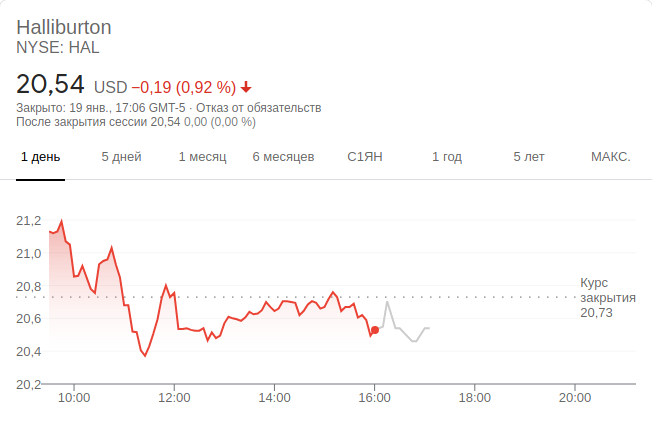 Halliburton
NYSE: HAL
20,54 USD −0,19 (0,92 %)
Закрыто: 19 янв., 17:06 GMT-5 · Отказ от обязательств
После закрытия сессии 20,54 0,00 (0,00 %)
1 день 5 дней 1 месяц 6 месяцев С1ЯН 1 год 5 лет МАКС.
21,2
21,0
20,8
20,6
20,4
20,2
Курс
закрытия
20,73
10:00 12:00 14:00 16:00 18:00 20:00